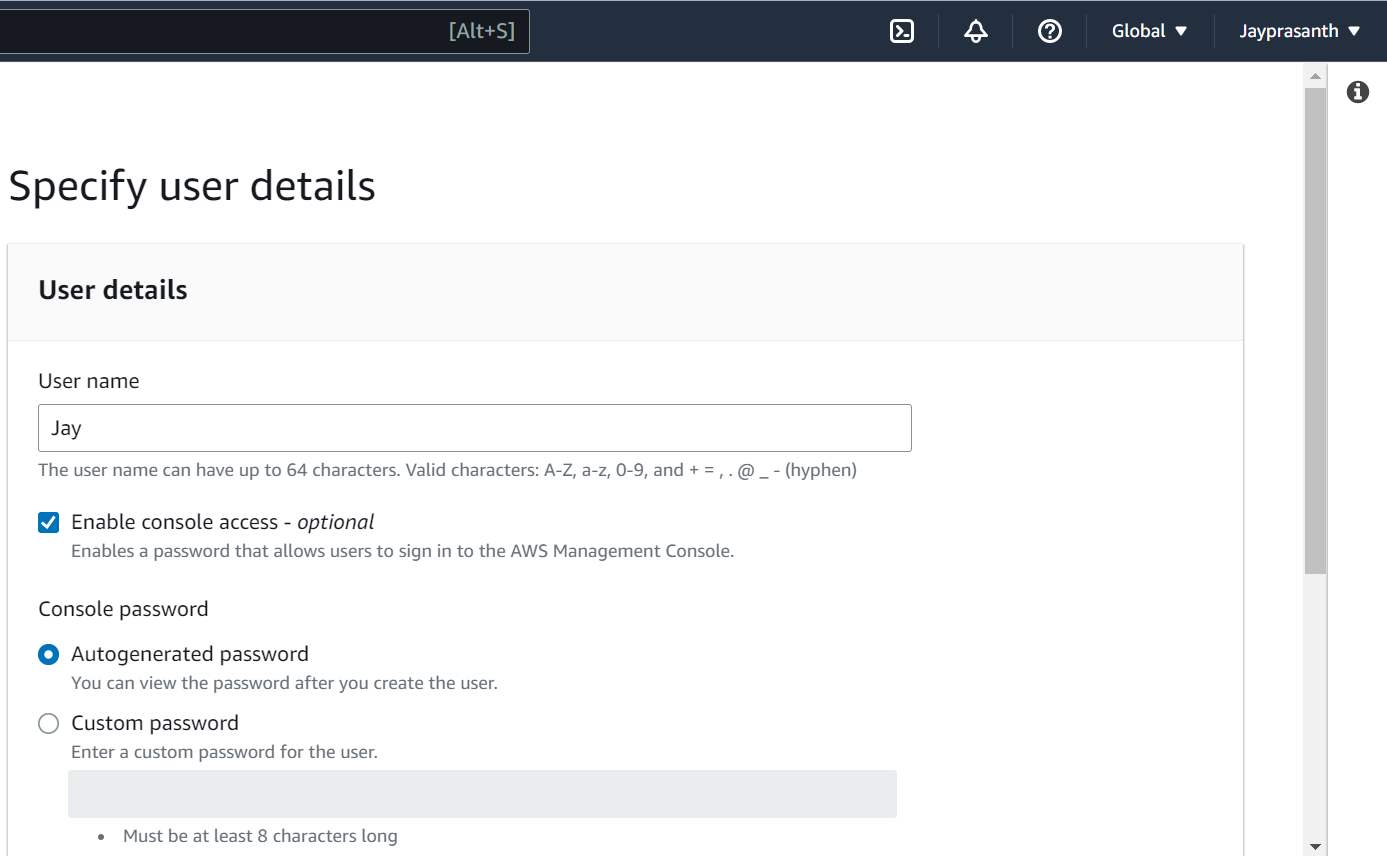 [Alt+S]
Global
Jayprasanth
Specify user details
User details
User name
Jay
The user name can have up to 64 characters. Valid characters: A-Z, a-z, 0-9, and + = , . @ _ - (hyphen)
Enable console access - optional
Enables a password that allows users to sign in to the AWS Management Console.
Console password
Autogenerated password
You can view the password after you create the user.
Custom password
Enter a custom password for the user.
• Must be at least 8 characters long